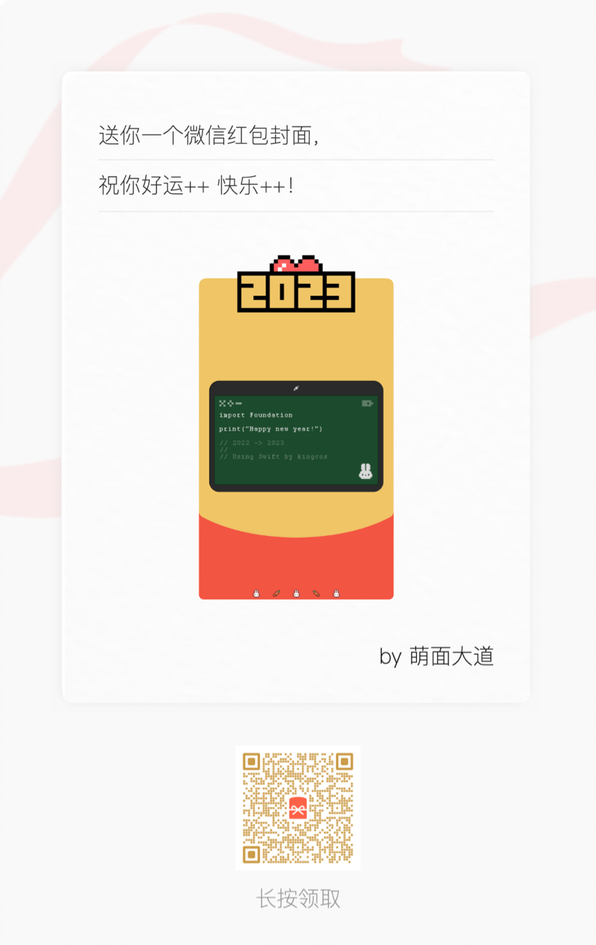 送你一个微信红包封面,
祝你好运++ 快乐++!
2023
import Foundation
print("Happy new year!")
// 2022 -> 2023
//
// Using Swift by kingcos
by 萌面大道
长按领取